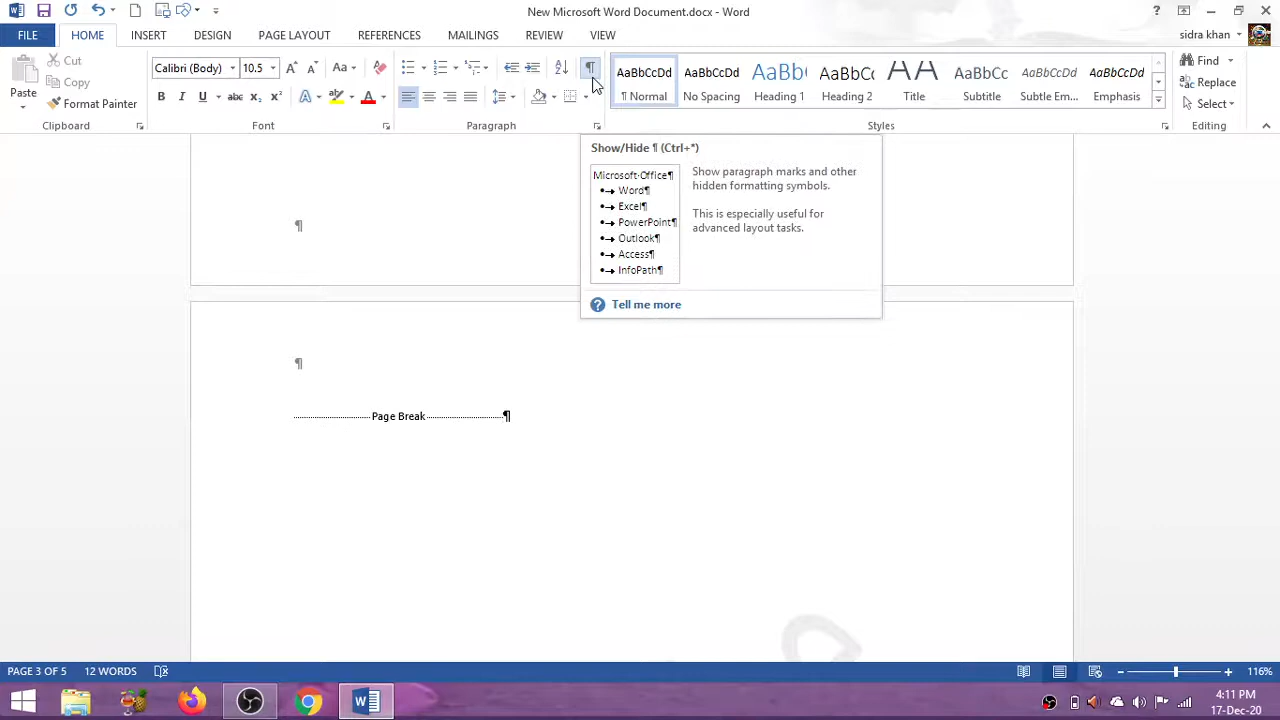 New Microsoft Word Document.docx - Word
FILE HOME INSERT DESIGN PAGE LAYOUT REFERENCES MAILINGS REVIEW VIEW sidra khan
Paste
Cut
Copy
Format Painter
Clipboard
Calibri (Body) 10.5
Font
Paragraph
AaBbCcDd
¶ Normal
AaBbCcDd
No Spacing
AaBb(
Heading 1
AaBbCc
Heading 2
AA
Title
AaBbCc
Subtitle
AaBbCcDd
Subtle Em...
AaBbCcDd
Emphasis
Styles
Find
Replace
Select
Editing
Show/Hide ¶ (Ctrl+*)
Microsoft·Office¶
Word¶
Excel¶
PowerPoint¶
Outlook¶
Access¶
InfoPath¶
Show paragraph marks and other
hidden formatting symbols.
This is especially useful for
advanced layout tasks.
Tell me more
¶
¶
Page Break ¶
PAGE 3 OF 5 12 WORDS 116%
4:11 PM
17-Dec-20